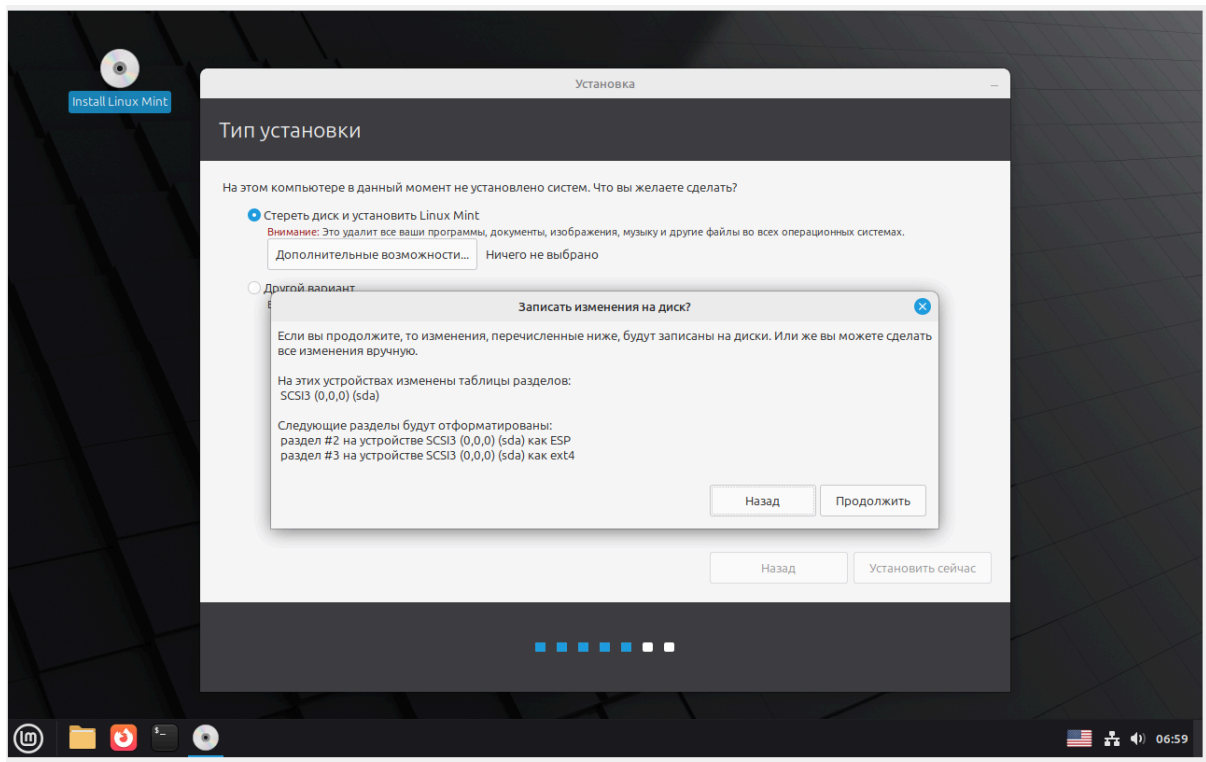 Install Linux Mint
Установка
Тип установки
На этом компьютере в данный момент не установлено систем. Что вы желаете сделать?
Стереть диск и установить Linux Mint
Внимание: Это удалит все ваши программы, документы, изображения, музыку и другие файлы во всех операционных системах.
Дополнительные возможности... Ничего не выбрано
Другой вариант
Записать изменения на диск?
Если вы продолжите, то изменения, перечисленные ниже, будут записаны на диски. Или же вы можете сделать
все изменения вручную.
На этих устройствах изменены таблицы разделов:
SCSI3 (0,0,0) (sda)
Следующие разделы будут отформатированы:
раздел #2 на устройстве SCSI3 (0,0,0) (sda) как ESP
раздел #3 на устройстве SCSI3 (0,0,0) (sda) как ext4
Назад Продолжить
Назад Установить сейчас
06:59